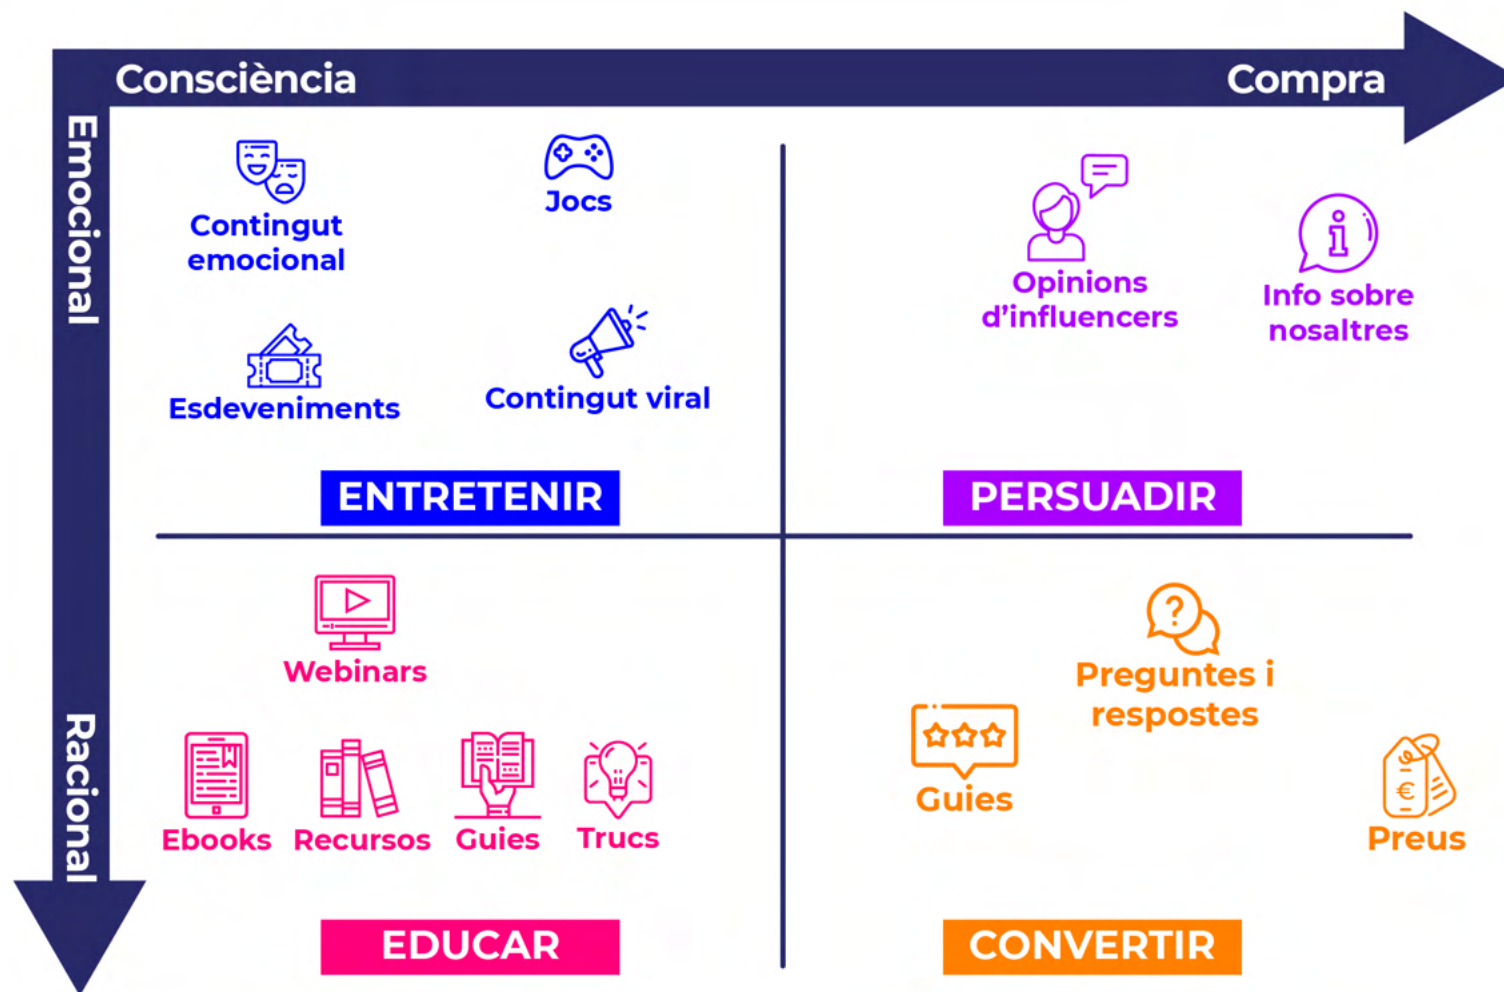 Consciència
Compra
Emocional
Racional
Contingut
emocional
Jocs
Esdeveniments
Contingut viral
ENTRETENIR
Opinions
d’influencers
i
Info sobre
nosaltres
PERSUADIR
Webinars
Ebooks
Recursos
Guies
Trucs
EDUCAR
?
Preguntes i
respostes
Guies
€
Preus
CONVERTIR